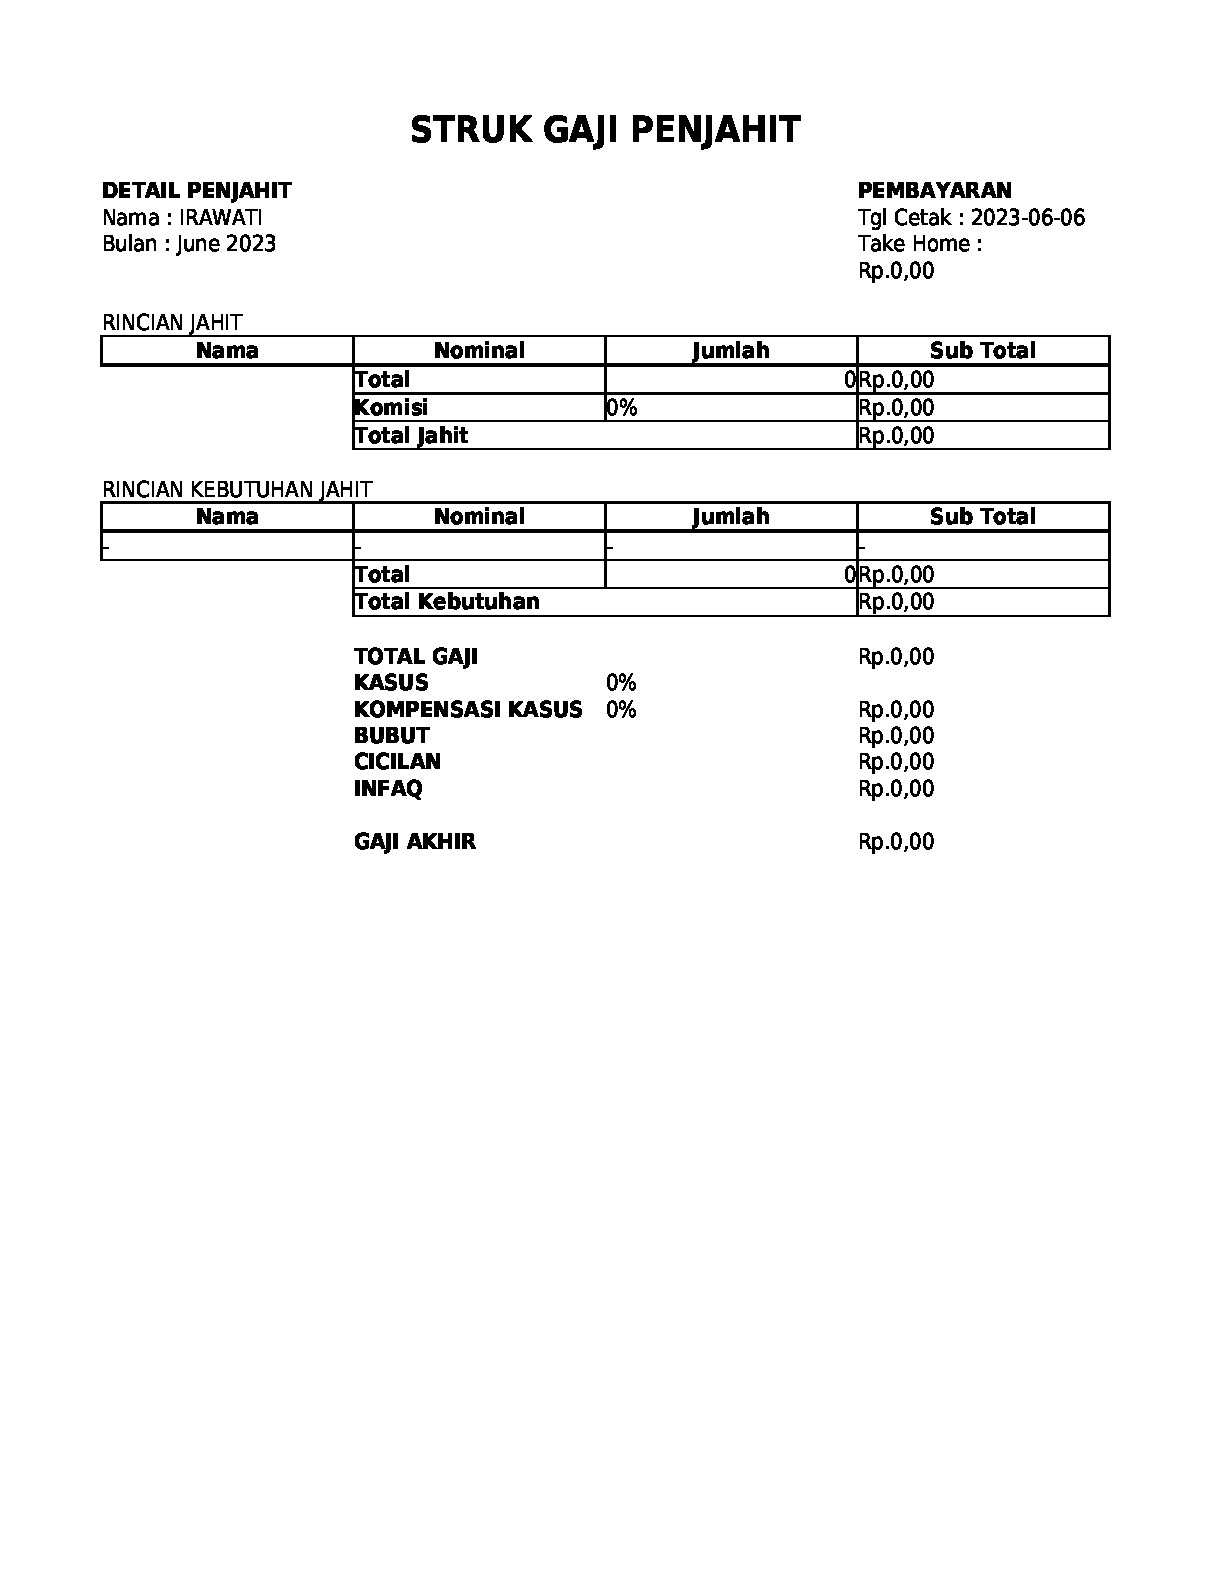 STRUK GAJI PENJAHIT
DETAIL PENJAHIT PEMBAYARAN
Nama : IRAWATI Tgl Cetak : 2023-06-06
Bulan : June 2023 Take Home :
Rp.0,00
RINCIAN JAHIT
Nama Nominal Jumlah Sub Total
Total 0 Rp.0,00
Komisi 0% Rp.0,00
Total Jahit Rp.0,00
RINCIAN KEBUTUHAN JAHIT
Nama Nominal Jumlah Sub Total
- - - -
Total 0 Rp.0,00
Total Kebutuhan Rp.0,00
TOTAL GAJI Rp.0,00
KASUS 0%
KOMPENSASI KASUS 0% Rp.0,00
BUBUT Rp.0,00
CICILAN Rp.0,00
INFAQ Rp.0,00
GAJI AKHIR Rp.0,00